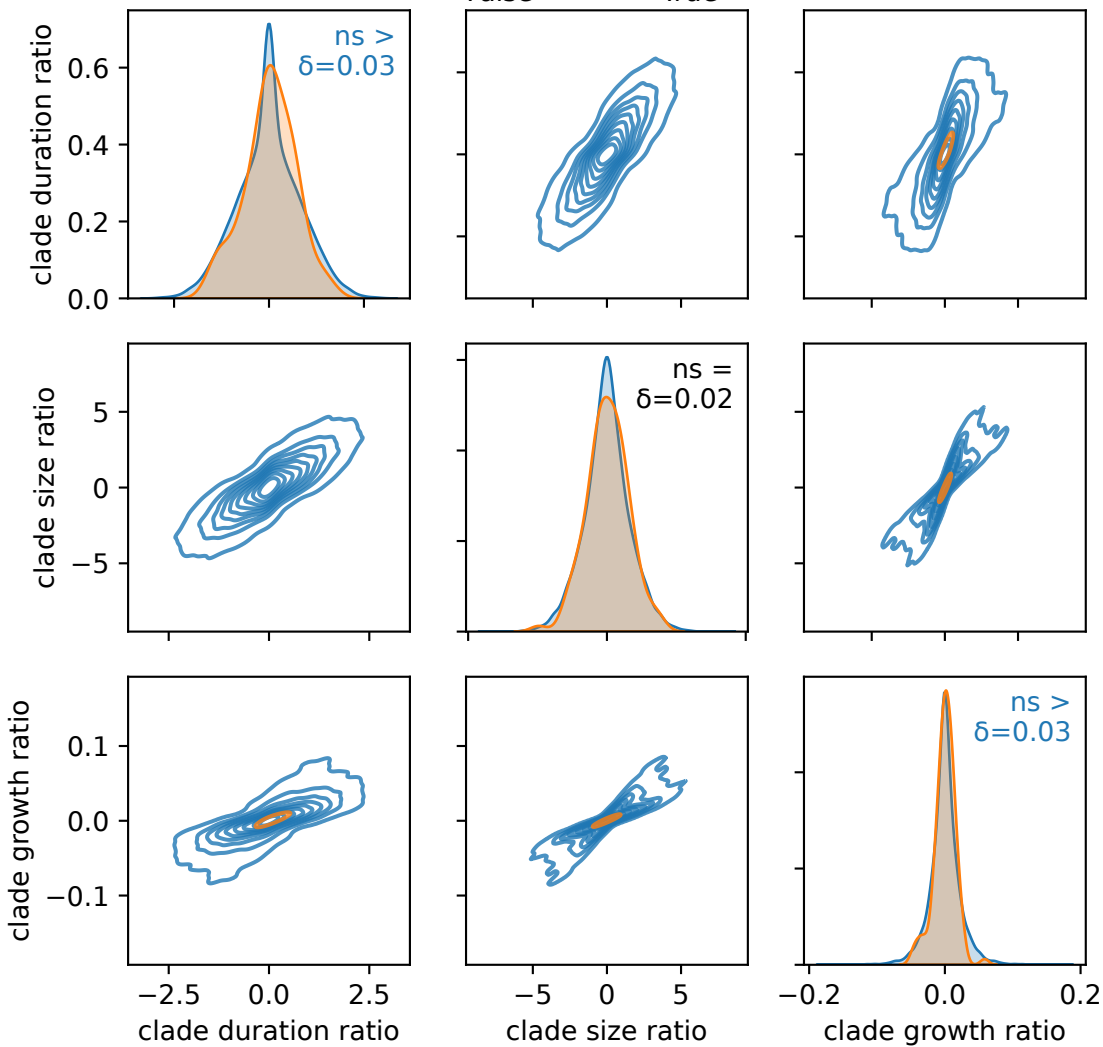 ns >
δ=0.03
clade duration ratio
0.6
0.4
0.2
0.0
ns =
δ=0.02
clade size ratio
5
0
−5
ns >
δ=0.03
clade growth ratio
0.1
0.0
−0.1
−2.5 0.0 2.5
−5 0 5
−0.2 0.0 0.2
clade duration ratio
clade size ratio
clade growth ratio